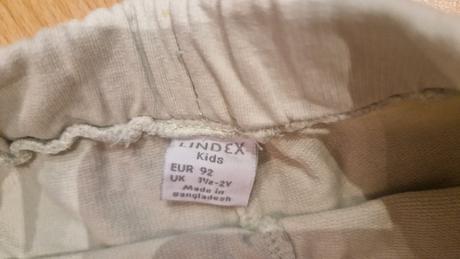 LINDEX
Kids
EUR 92
UK 1½-2Y
Made in
Bangladesh